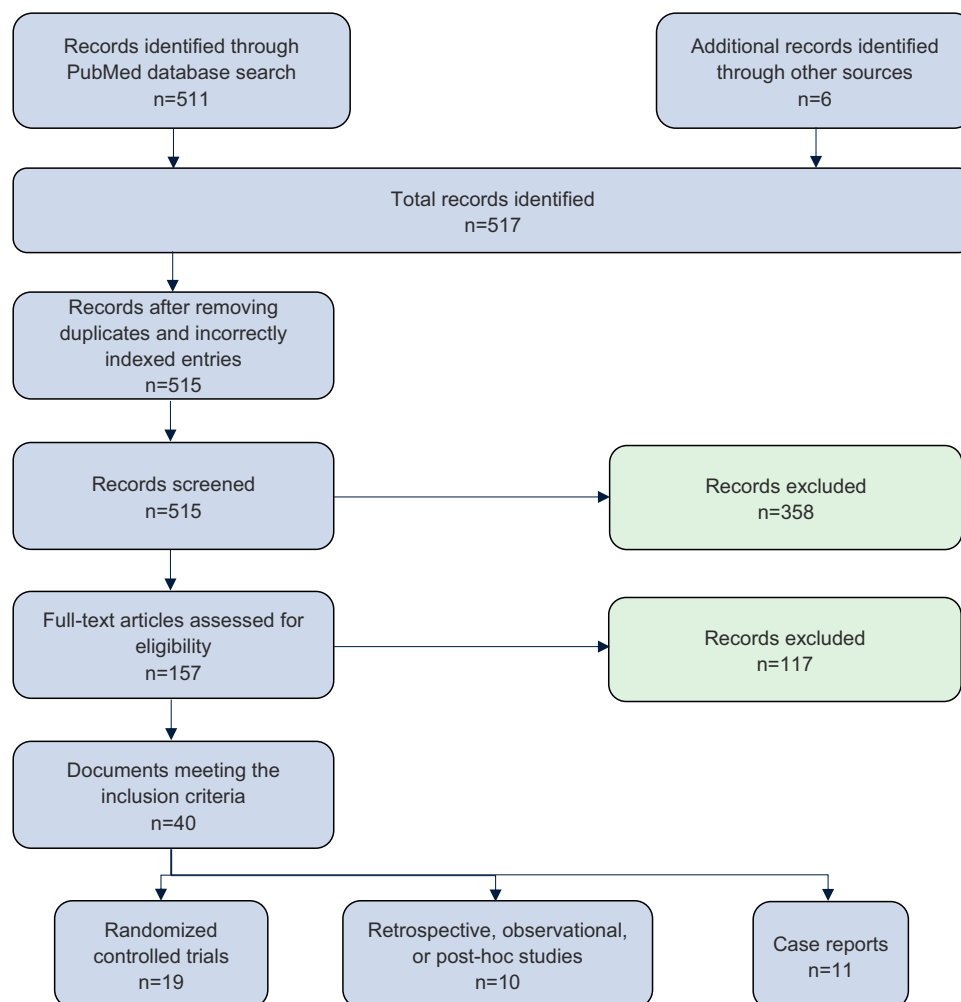 Records identified through
PubMed database search
n=511
Additional records identified
through other sources
n=6
Total records identified
n=517
Records after removing
duplicates and incorrectly
indexed entries
n=515
Records screened
n=515
Records excluded
n=358
Full-text articles assessed for
eligibility
n=157
Records excluded
n=117
Documents meeting the
inclusion criteria
n=40
Randomized
controlled trials
n=19
Retrospective, observational,
or post-hoc studies
n=10
Case reports
n=11